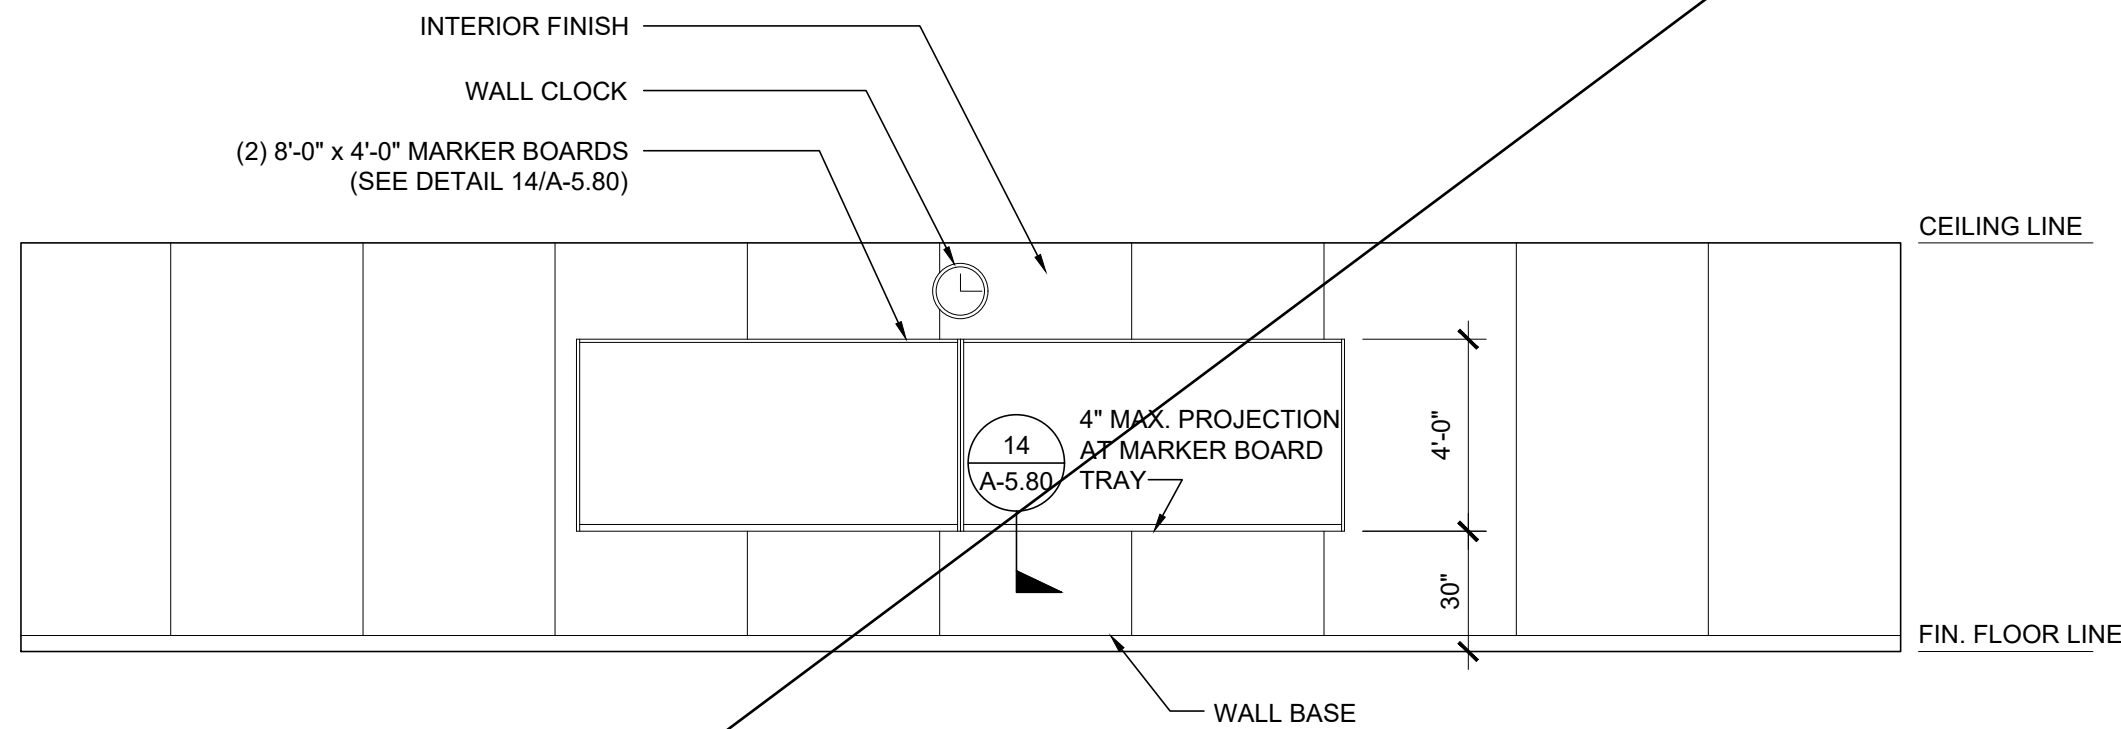 INTERIOR FINISH
WALL CLOCK
(2) 8'-0" x 4'-0" MARKER BOARDS
(SEE DETAIL 14/A-5.80)
CEILING LINE
4" MAX. PROJECTION
AT MARKER BOARD
TRAY
14
A-5.80
4'-0"
30"
FIN. FLOOR LINE
WALL BASE